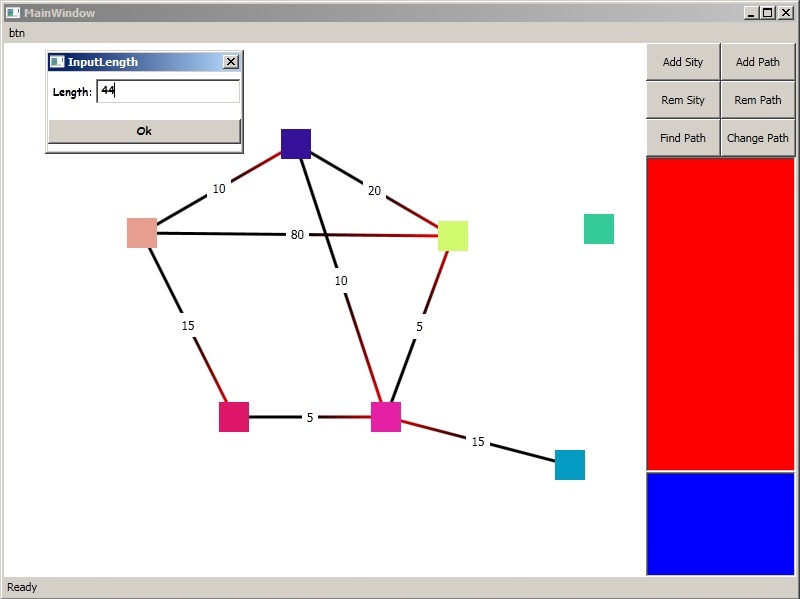 MainWindow
btn
InputLength
Length: 44
Ok
Add Sity
Add Path
Rem Sity
Rem Path
Find Path
Change Path
10
20
80
10
15
5
5
15
Ready